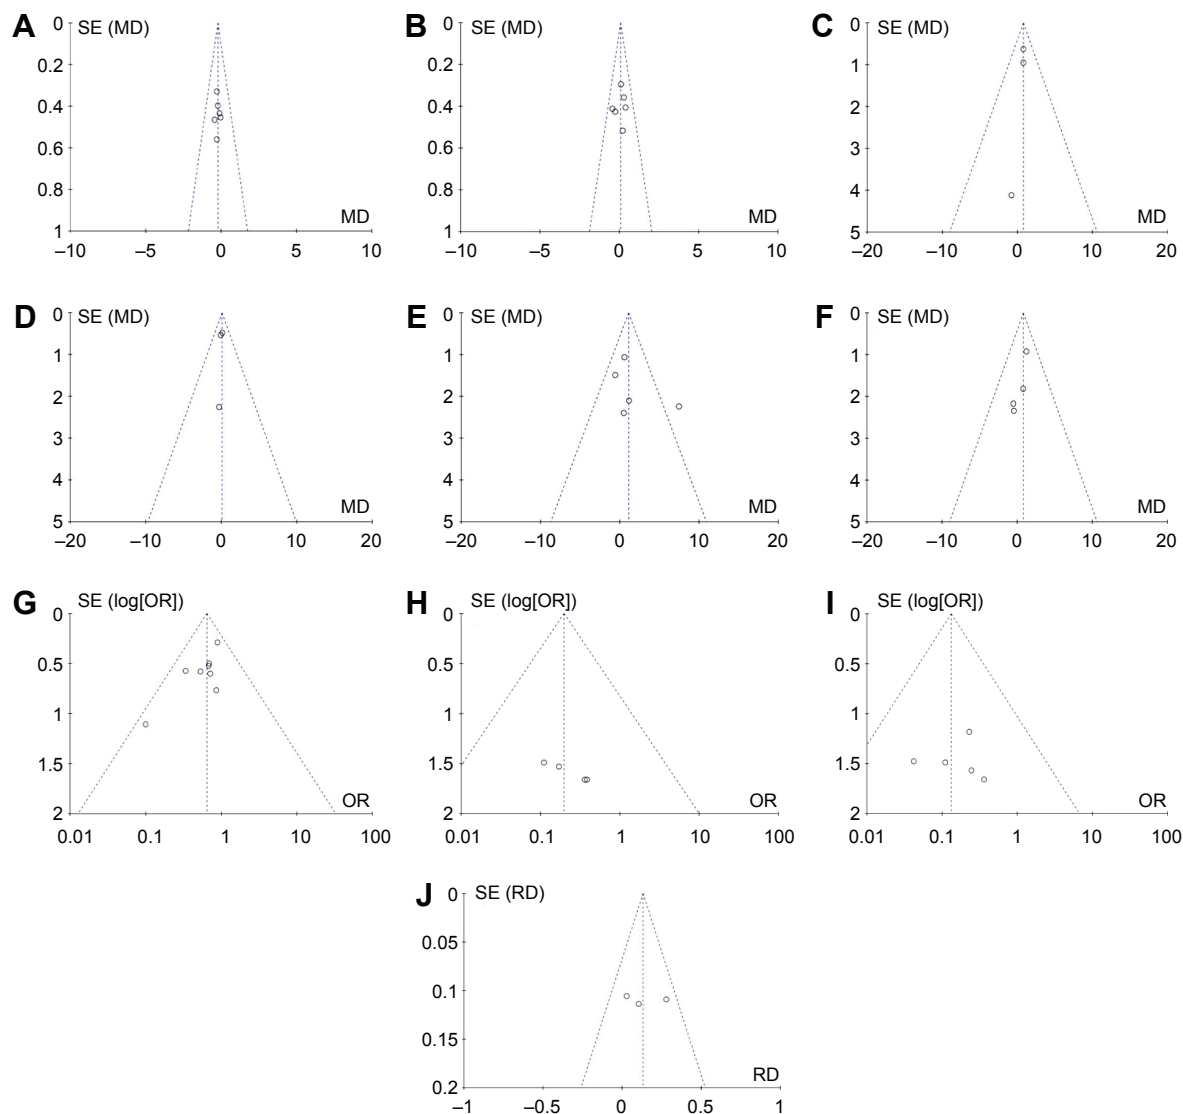 A SE (MD) B SE (MD) C SE (MD)
0 0 0
0.2 0.2 1
0.4 0.4 2
0.6 0.6 3
0.8 0.8 4
1 MD 1 MD 5 MD
–10 –5 0 5 10 –10 –5 0 5 10 –20 –10 0 10 20
D SE (MD) E SE (MD) F SE (MD)
0 0 0
1 1 1
2 2 2
3 3 3
4 4 4
5 MD 5 MD 5 MD
–20 –10 0 10 20 –20 –10 0 10 20 –20 –10 0 10 20
G SE (log[OR]) H SE (log[OR]) I SE (log[OR])
0 0 0
0.5 0.5 0.5
1 1 1
1.5 1.5 1.5
2 OR 2 OR 2 OR
0.01 0.1 1 10 100 0.01 0.1 1 10 100 0.01 0.1 1 10 100
J SE (RD)
0
0.05
0.1
0.15
0.2 RD
–1 –0.5 0 0.5 1